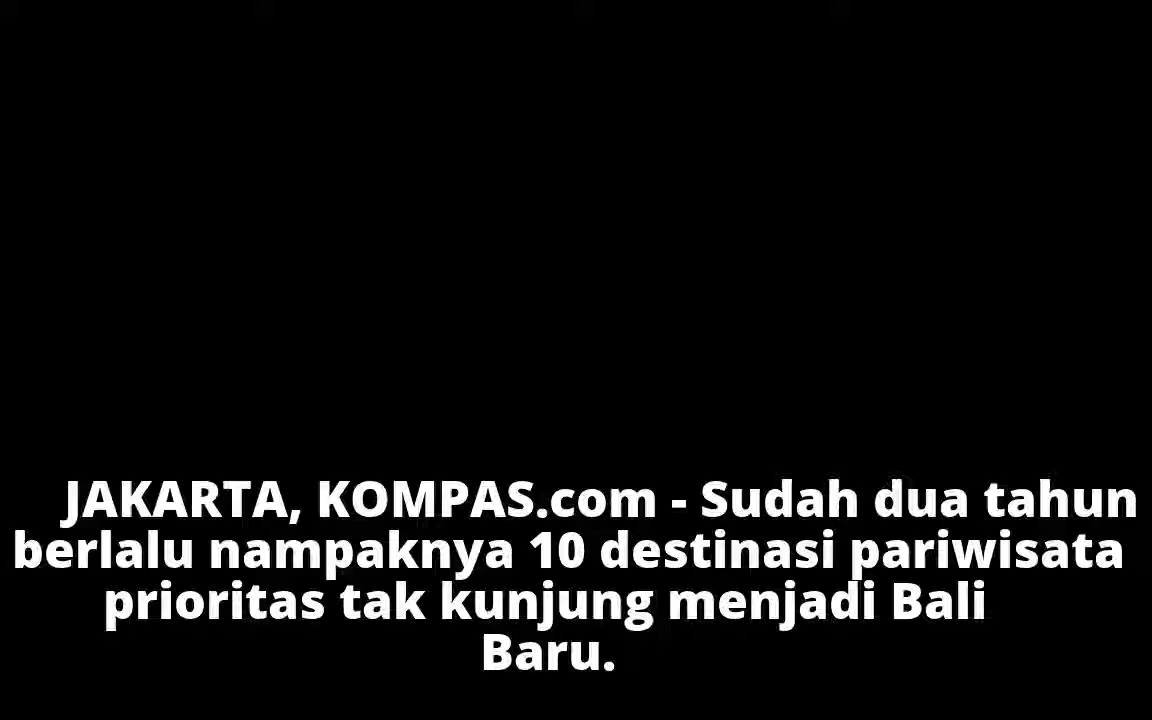 JAKARTA, KOMPAS.com - Sudah dua tahun
berlalu nampaknya 10 destinasi pariwisata
prioritas tak kunjung menjadi Bali
Baru.